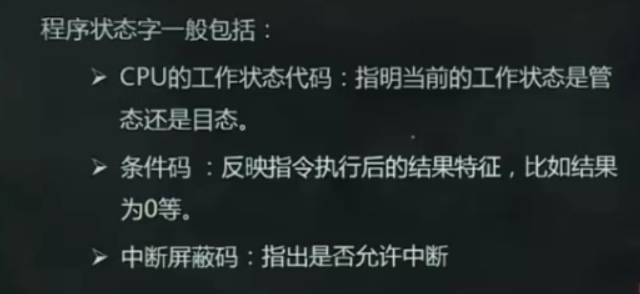 程序状态字一般包括：
➢ CPU的工作状态代码：指明当前的工作状态是管
态还是目态。
➢ 条件码 ：反映指令执行后的结果特征，比如结果
为0等。
➢ 中断屏蔽码：指出是否允许中断